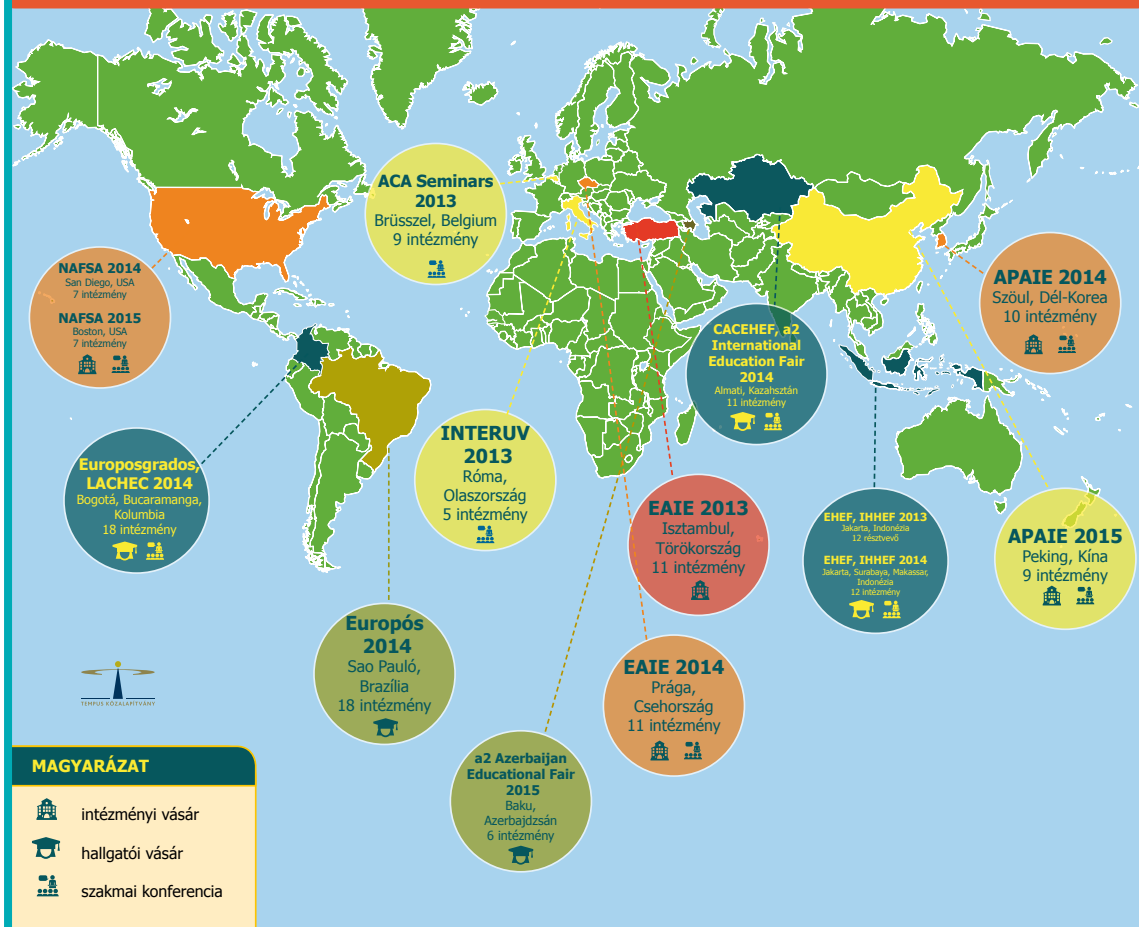 ACA Seminars
2013
Brüsszel, Belgium
9 intézmény
NAFSA 2014
San Diego, USA
7 intézmény
NAFSA 2015
Boston, USA
7 intézmény
APAIE 2014
Szöul, Dél-Korea
10 intézmény
CACEHEF, a2
International
Education Fair
2014
Almati, Kazahsztán
11 intézmény
Europosgrados,
LACHEC 2014
Bogotá, Bucaramanga,
Kolumbia
18 intézmény
INTERUV
2013
Róma,
Olaszország
5 intézmény
EAIE 2013
Isztambul,
Törökország
11 intézmény
EHEF, IHHEF 2013
Jakarta, Indonézia
12 résztvevő
EHEF, IHHEF 2014
Jakarta, Surabaya, Makassar,
Indonézia
12 intézmény
APAIE 2015
Peking, Kína
9 intézmény
Europós
2014
Sao Pauló,
Brazília
18 intézmény
EAIE 2014
Prága,
Csehország
11 intézmény
a2 Azerbaijan
Educational Fair
2015
Baku,
Azerbajdzsán
6 intézmény
TEMPUS KÖZALAPÍTVÁNY
MAGYARÁZAT
intézményi vásár
hallgatói vásár
szakmai konferencia